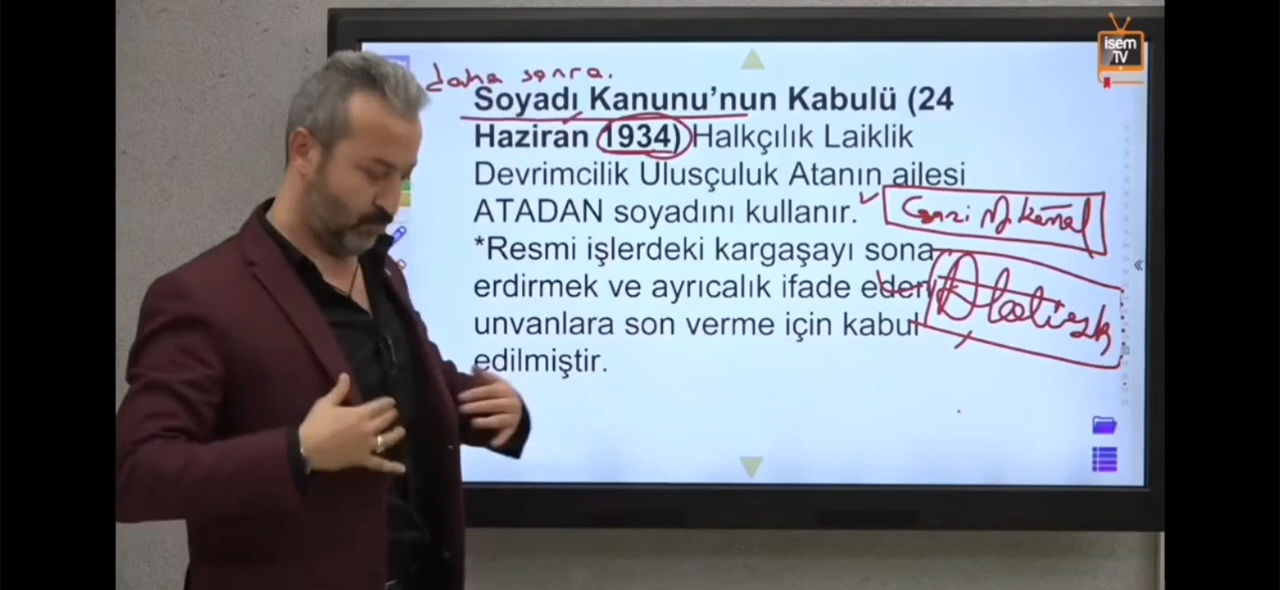 isem
TV
daha sonra.
Soyadı Kanunu'nun Kabulü (24
Haziran 1934) Halkçılık Laiklik
Devrimcilik Ulusçuluk Atanın ailesi
ATADAN soyadını kullanır.
Gazi M Kemal
*Resmi işlerdeki kargaşayı sona
erdirmek ve ayrıcalık ifade eden
Atatürk
unvanlara son verme için kabul
edilmiştir.